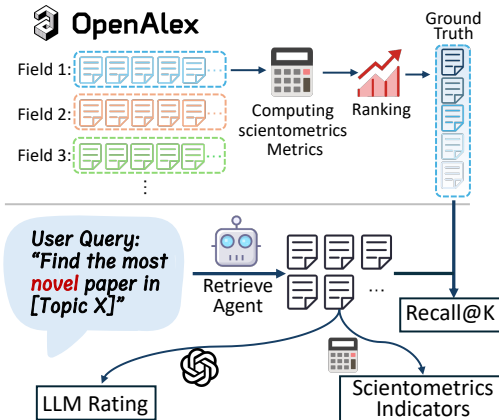 OpenAlex
Ground
Truth
Field 1:
Field 2:
Field 3:
Computing
scientometrics
Metrics
Ranking
User Query:
“Find the most
novel paper in
[Topic X]”
Retrieve
Agent
Recall@K
LLM Rating
Scientometrics
Indicators